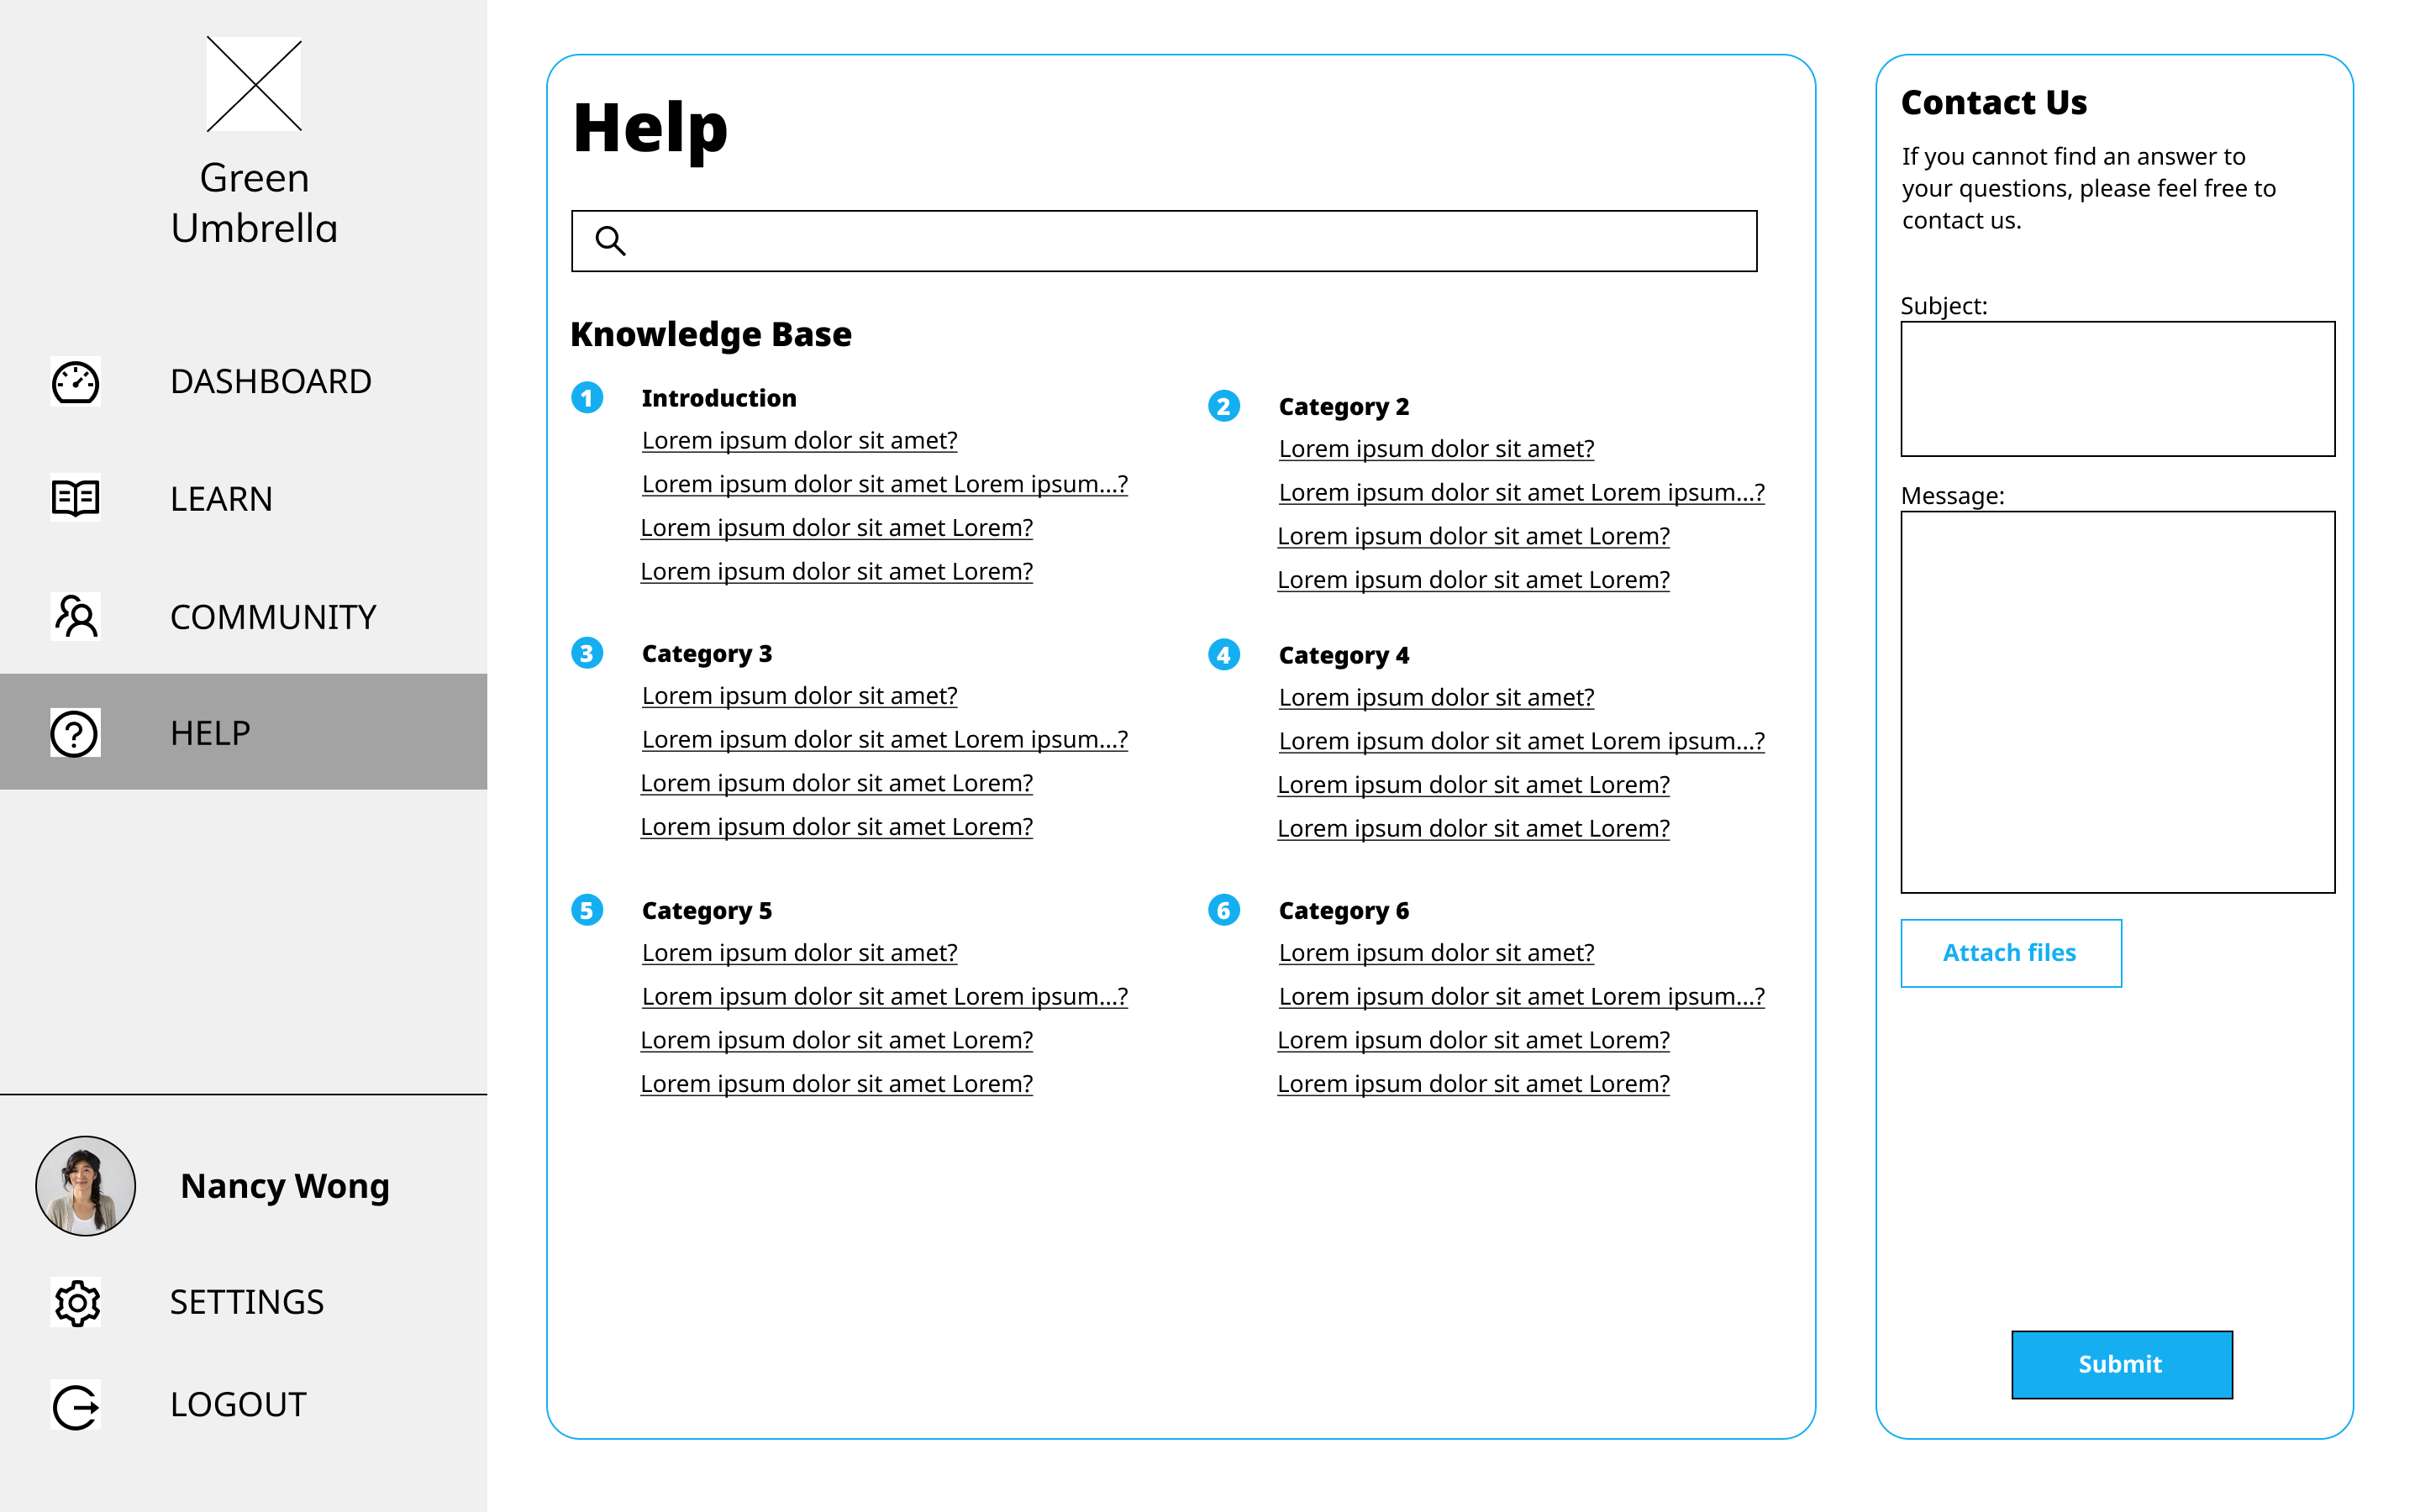 Green
Umbrella
DASHBOARD
LEARN
COMMUNITY
HELP
Nancy Wong
SETTINGS
LOGOUT
Help
Knowledge Base
1 Introduction
Lorem ipsum dolor sit amet?
Lorem ipsum dolor sit amet Lorem ipsum...?
Lorem ipsum dolor sit amet Lorem?
Lorem ipsum dolor sit amet Lorem?
2 Category 2
Lorem ipsum dolor sit amet?
Lorem ipsum dolor sit amet Lorem ipsum...?
Lorem ipsum dolor sit amet Lorem?
Lorem ipsum dolor sit amet Lorem?
3 Category 3
Lorem ipsum dolor sit amet?
Lorem ipsum dolor sit amet Lorem ipsum...?
Lorem ipsum dolor sit amet Lorem?
Lorem ipsum dolor sit amet Lorem?
4 Category 4
Lorem ipsum dolor sit amet?
Lorem ipsum dolor sit amet Lorem ipsum...?
Lorem ipsum dolor sit amet Lorem?
Lorem ipsum dolor sit amet Lorem?
5 Category 5
Lorem ipsum dolor sit amet?
Lorem ipsum dolor sit amet Lorem ipsum...?
Lorem ipsum dolor sit amet Lorem?
Lorem ipsum dolor sit amet Lorem?
6 Category 6
Lorem ipsum dolor sit amet?
Lorem ipsum dolor sit amet Lorem ipsum...?
Lorem ipsum dolor sit amet Lorem?
Lorem ipsum dolor sit amet Lorem?
Contact Us
If you cannot find an answer to
your questions, please feel free to
contact us.
Subject:
Message:
Attach files
Submit